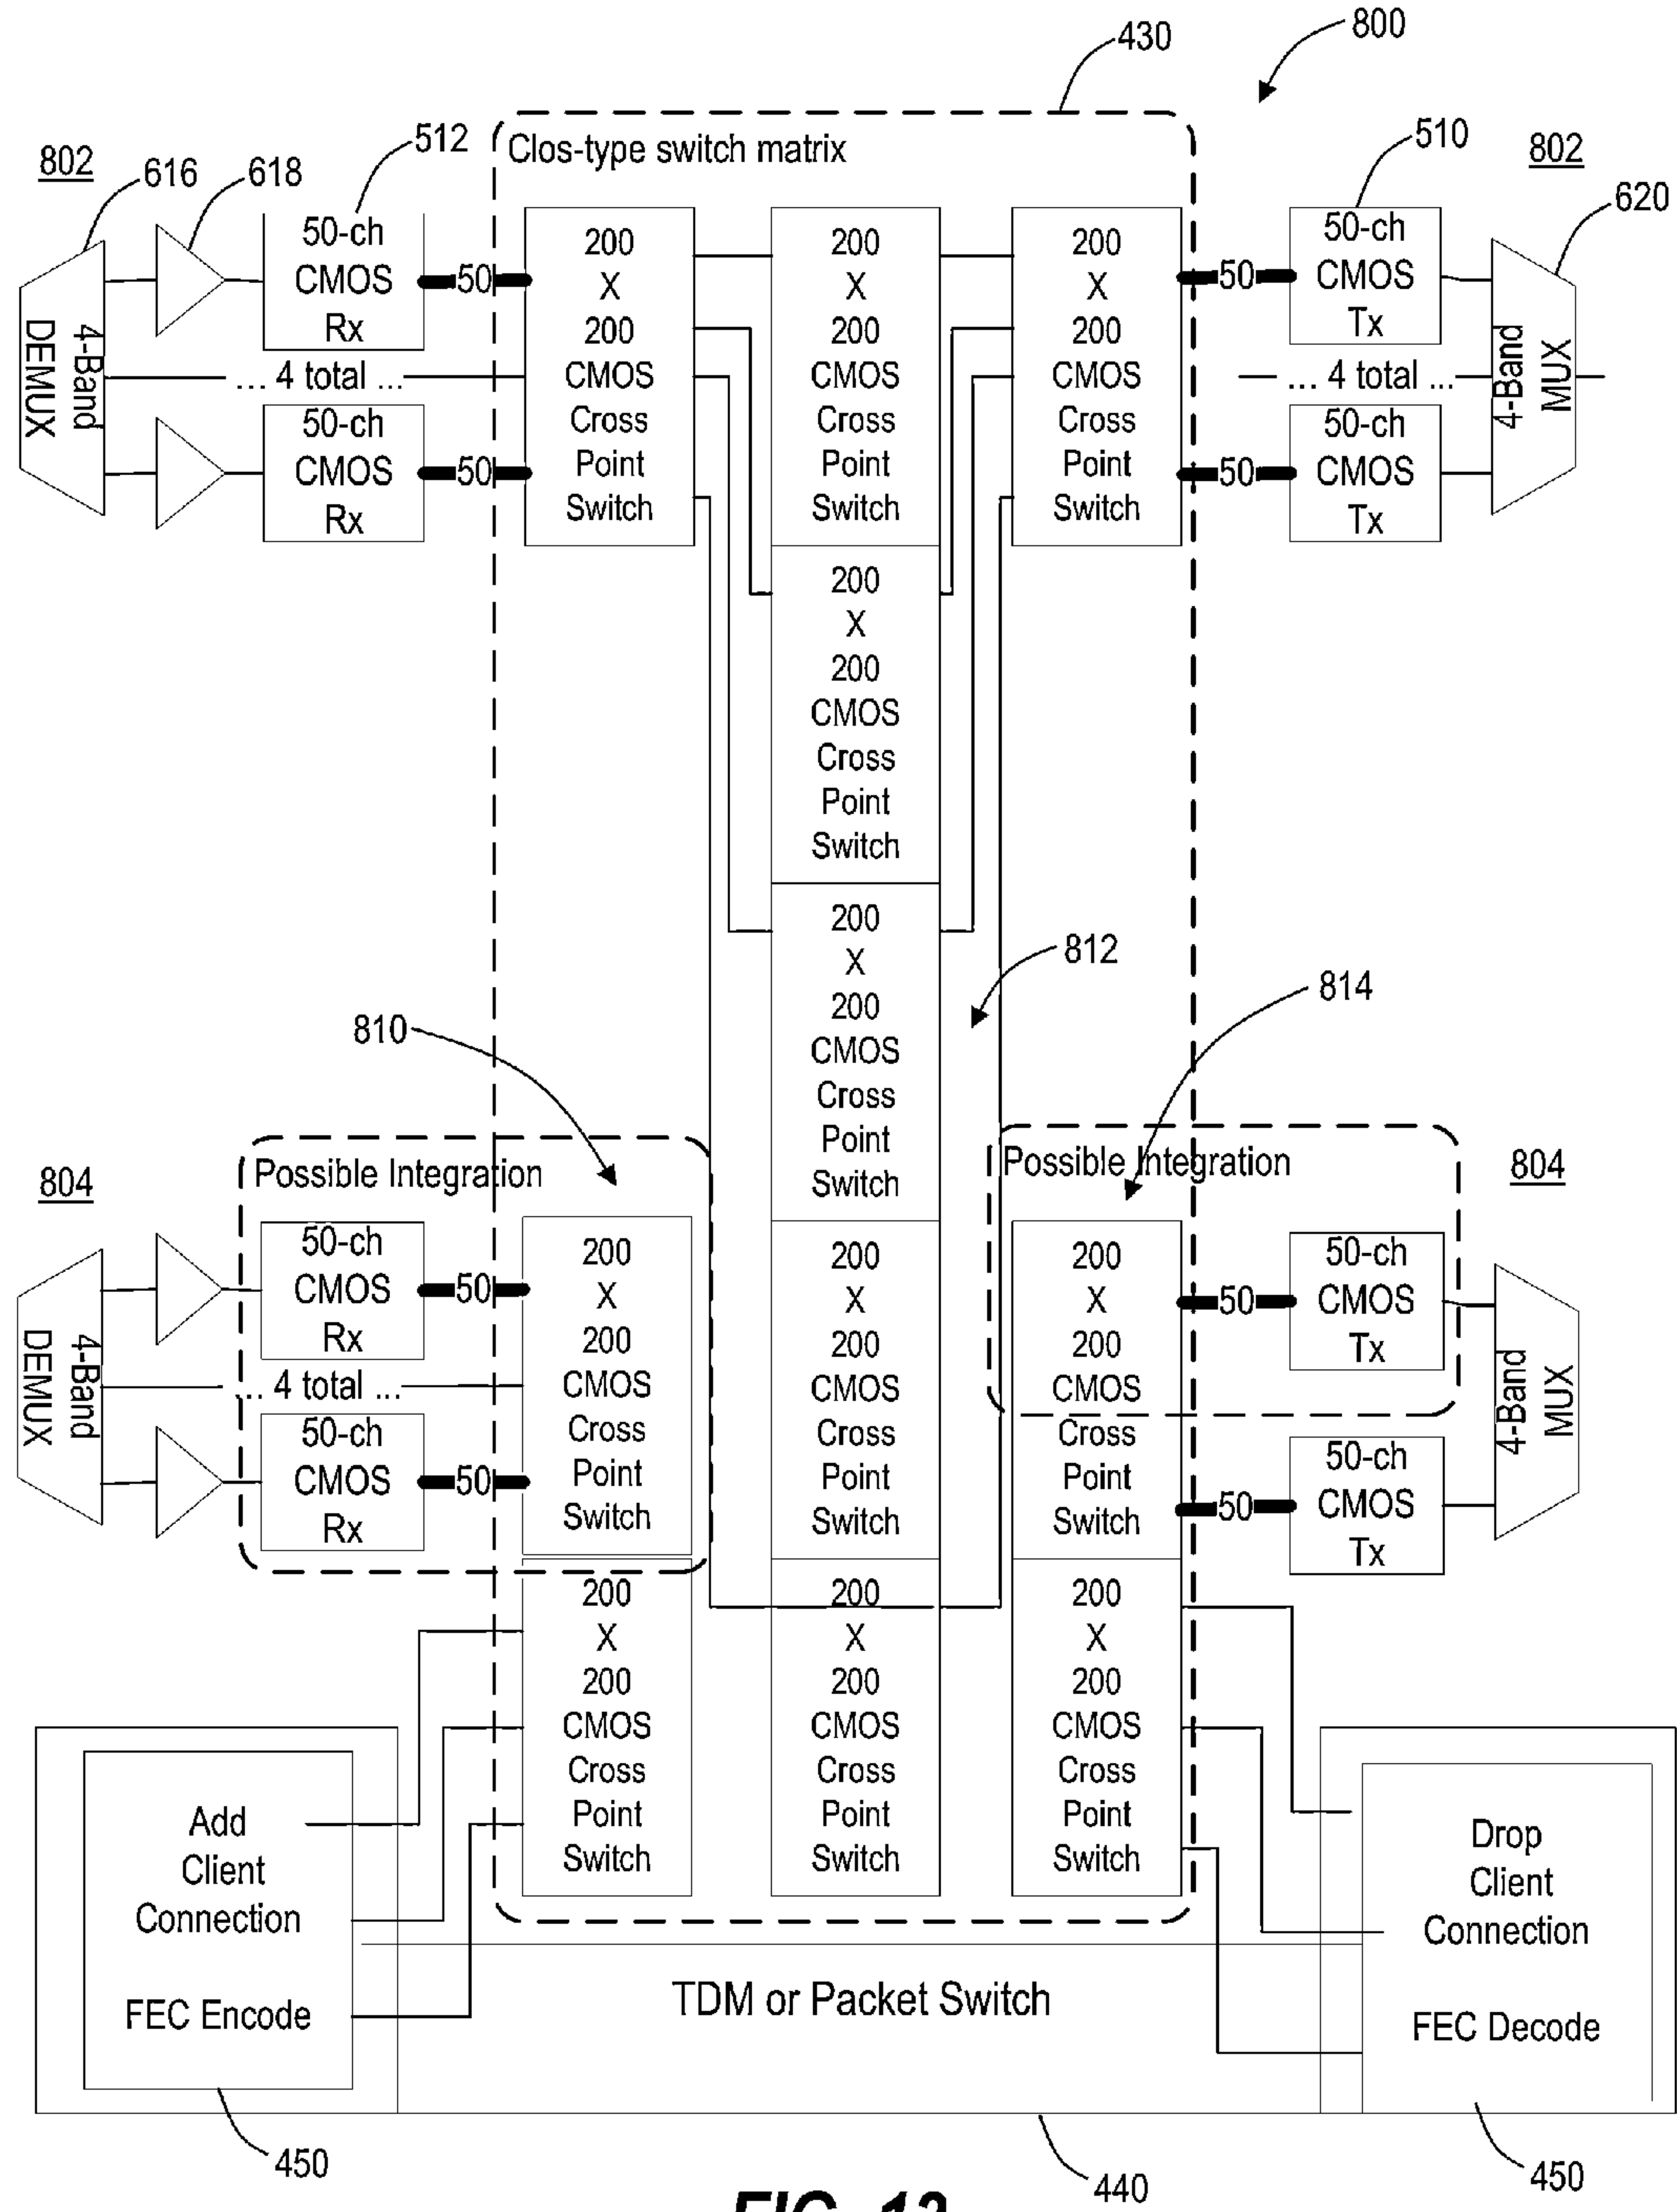 800
430
802
616
618
512
Clos-type switch matrix
510
802
620
4-Band
DEMUX
50-ch
CMOS
Rx
50
... 4 total ...
50-ch
CMOS
Rx
50
200
X
200
CMOS
Cross
Point
Switch
200
X
200
CMOS
Cross
Point
Switch
200
X
200
CMOS
Cross
Point
Switch
50
50-ch
CMOS
Tx
... 4 total ...
50
50-ch
CMOS
Tx
4-Band
MUX
200
X
200
CMOS
Cross
Point
Switch
200
X
200
CMOS
Cross
Point
Switch
812
814
810
804
Possible Integration
Possible Integration
804
4-Band
DEMUX
50-ch
CMOS
Rx
50
... 4 total ...
50-ch
CMOS
Rx
50
200
X
200
CMOS
Cross
Point
Switch
200
X
200
CMOS
Cross
Point
Switch
200
X
200
CMOS
Cross
Point
Switch
50
50-ch
CMOS
Tx
50
50-ch
CMOS
Tx
4-Band
MUX
200
X
200
CMOS
Cross
Point
Switch
200
X
200
CMOS
Cross
Point
Switch
200
X
200
CMOS
Cross
Point
Switch
Add
Client
Connection
FEC Encode
TDM or Packet Switch
Drop
Client
Connection
FEC Decode
450
440
450